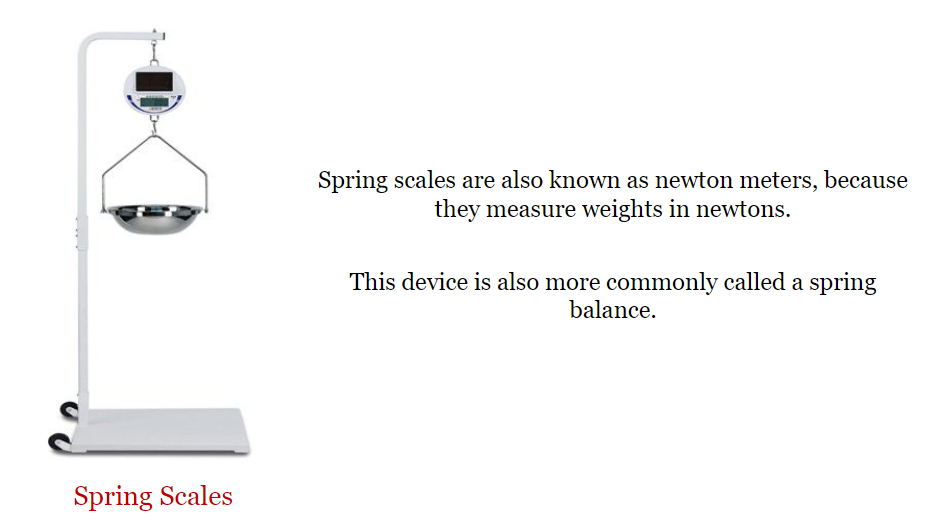 Spring scales are also known as newton meters, because
they measure weights in newtons.
This device is also more commonly called a spring
balance.
Spring Scales